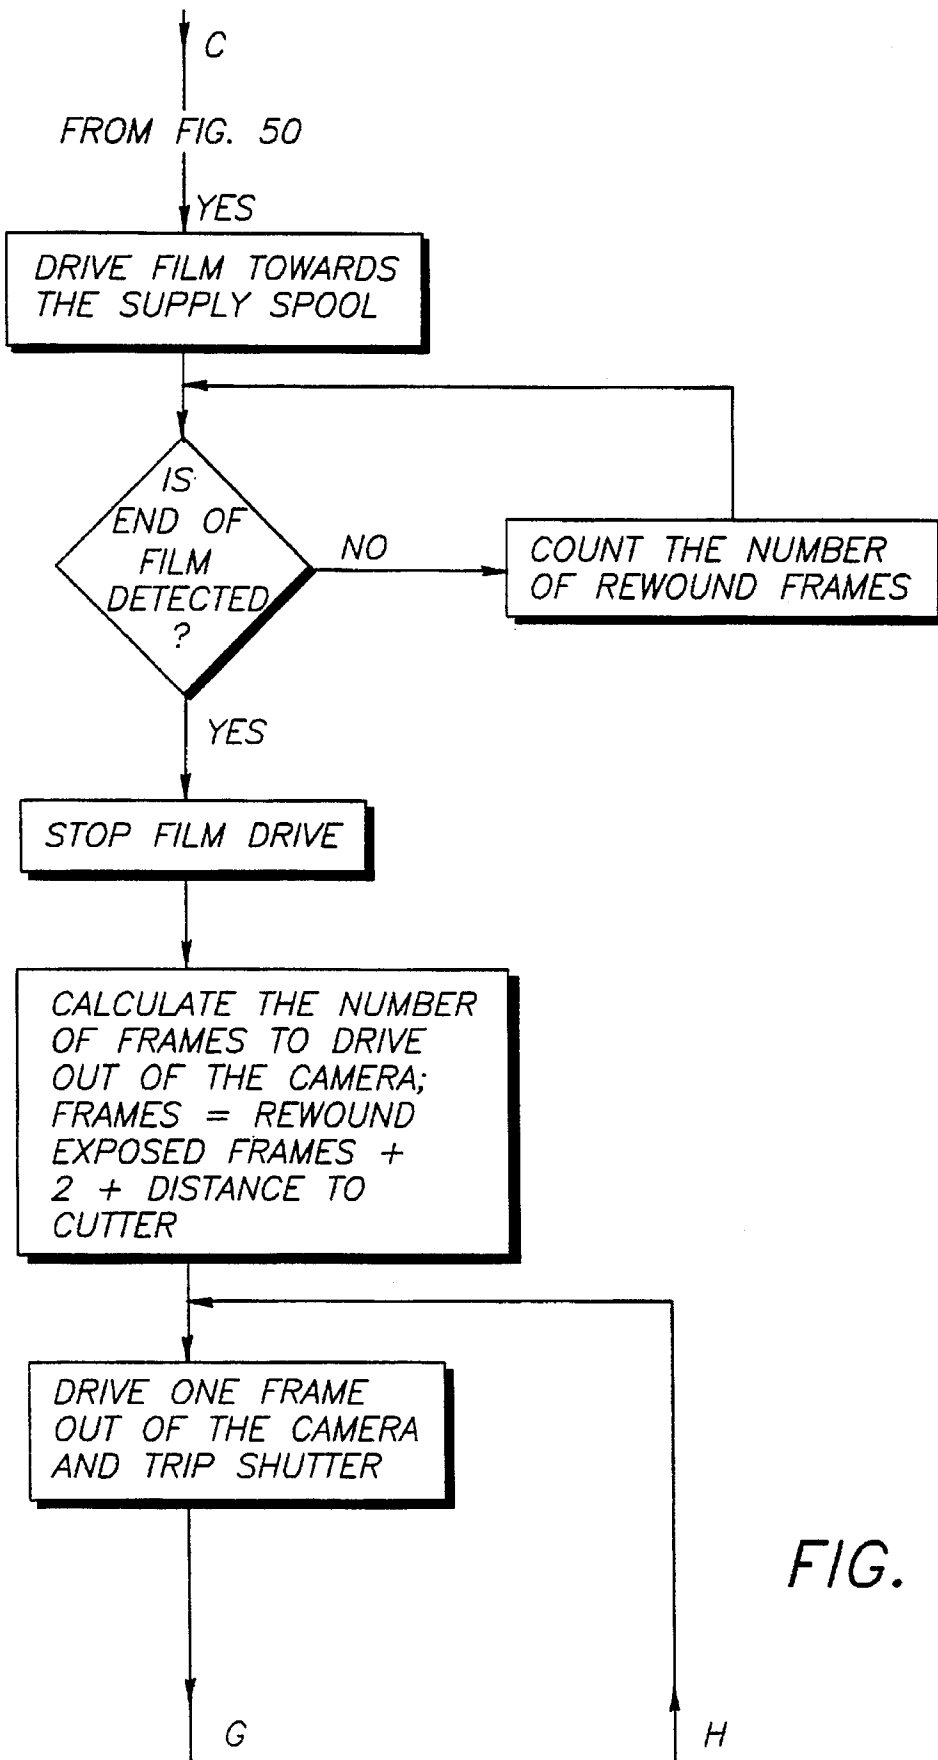 C
FROM FIG. 50
YES
DRIVE FILM TOWARDS
THE SUPPLY SPOOL
IS
END OF
FILM
DETECTED
?
NO
COUNT THE NUMBER
OF REWOUND FRAMES
YES
STOP FILM DRIVE
CALCULATE THE NUMBER
OF FRAMES TO DRIVE
OUT OF THE CAMERA;
FRAMES = REWOUND
EXPOSED FRAMES +
2 + DISTANCE TO
CUTTER
DRIVE ONE FRAME
OUT OF THE CAMERA
AND TRIP SHUTTER
FIG.
G
H